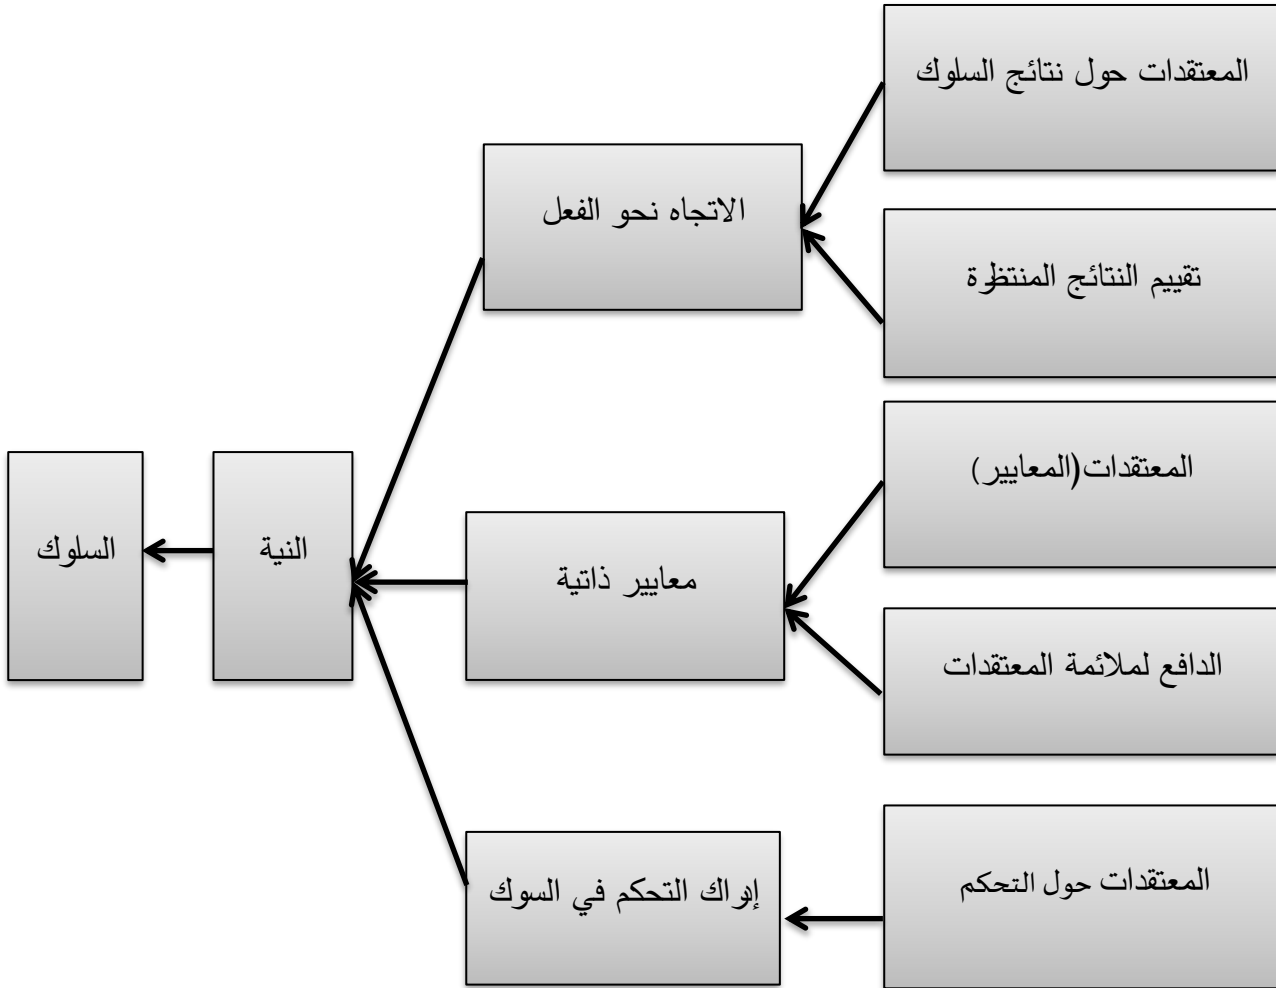 المعتقدات حول نتائج السلوك
الاتجاه نحو الفعل
تقييم النتائج المنتظرة
المعتقدات(المعايير)
السلوك
النية
معايير ذاتية
الدافع لملائمة المعتقدات
إدراك التحكم في السوك
المعتقدات حول التحكم